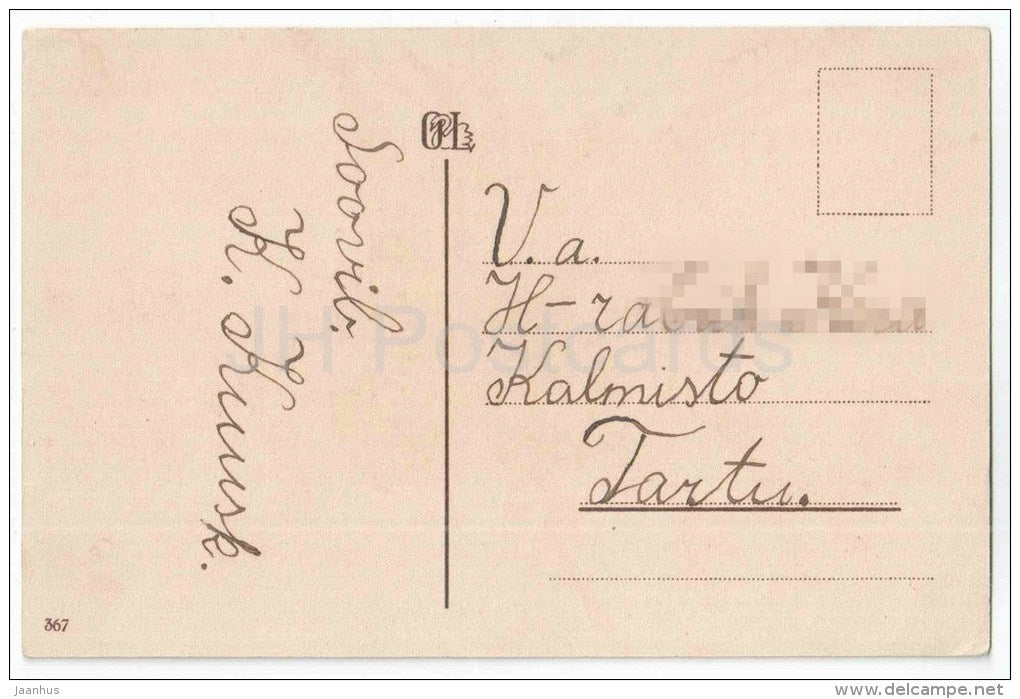 Soovib.
K. Kuusk.
V. a.
H-ra
Kalmisto
Tartu.
367
JH Postcards
jaanhus
www.delcampe.net